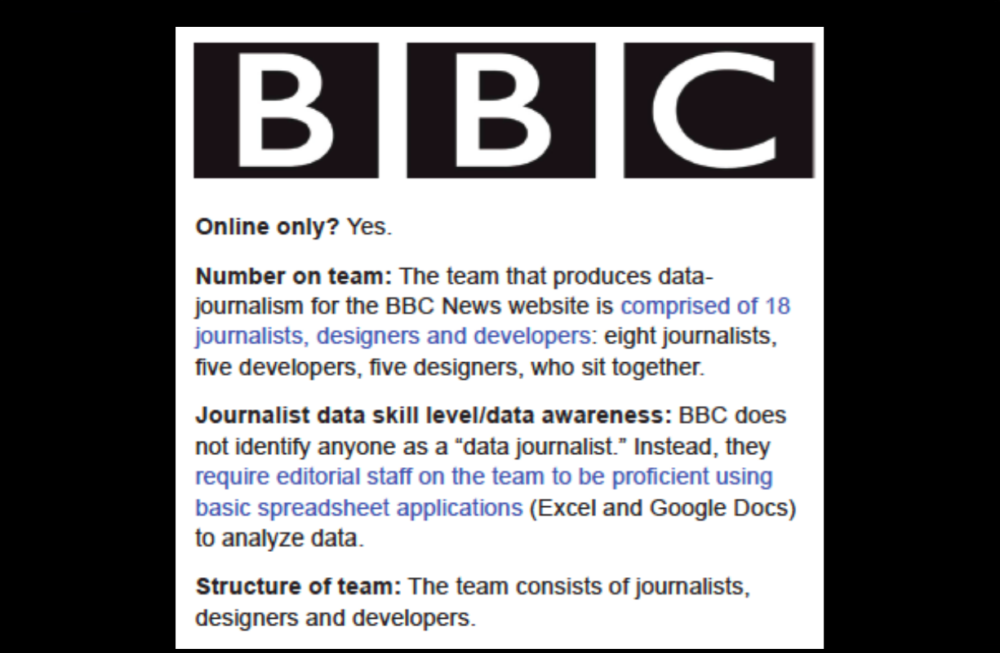 BBC
Online only? Yes.
Number on team: The team that produces data-
journalism for the BBC News website is comprised of 18
journalists, designers and developers: eight journalists,
five developers, five designers, who sit together.
Journalist data skill level/data awareness: BBC does
not identify anyone as a “data journalist.” Instead, they
require editorial staff on the team to be proficient using
basic spreadsheet applications (Excel and Google Docs)
to analyze data.
Structure of team: The team consists of journalists,
designers and developers.